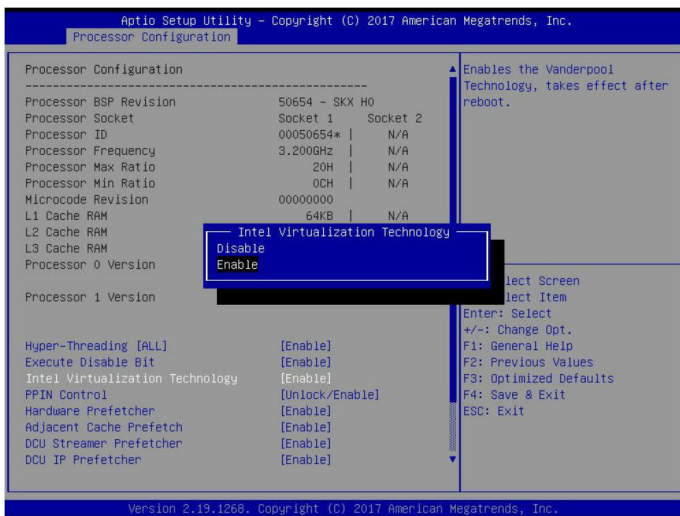 Aptio Setup Utility – Copyright (C) 2017 American Megatrends, Inc.
Processor Configuration
Processor Configuration
--------------------------------------------------
Processor BSP Revision 50654 – SKX H0
Processor Socket Socket 1 Socket 2
Processor ID 00050654* | N/A
Processor Frequency 3.200GHz | N/A
Processor Max Ratio 20H | N/A
Processor Min Ratio 0CH | N/A
Microcode Revision 00000000
L1 Cache RAM 64KB | N/A
L2 Cache RAM
L3 Cache RAM
Processor 0 Version
Processor 1 Version
Hyper-Threading [ALL] [Enable]
Execute Disable Bit [Enable]
Intel Virtualization Technology [Enable]
PPIN Control [Unlock/Enable]
Hardware Prefetcher [Enable]
Adjacent Cache Prefetch [Enable]
DCU Streamer Prefetcher [Enable]
DCU IP Prefetcher [Enable]
Intel Virtualization Technology
Disable
Enable
Enables the Vanderpool
Technology, takes effect after
reboot.
lect Screen
lect Item
Enter: Select
+/-: Change Opt.
F1: General Help
F2: Previous Values
F3: Optimized Defaults
F4: Save & Exit
ESC: Exit
Version 2.19.1268. Copyright (C) 2017 American Megatrends, Inc.